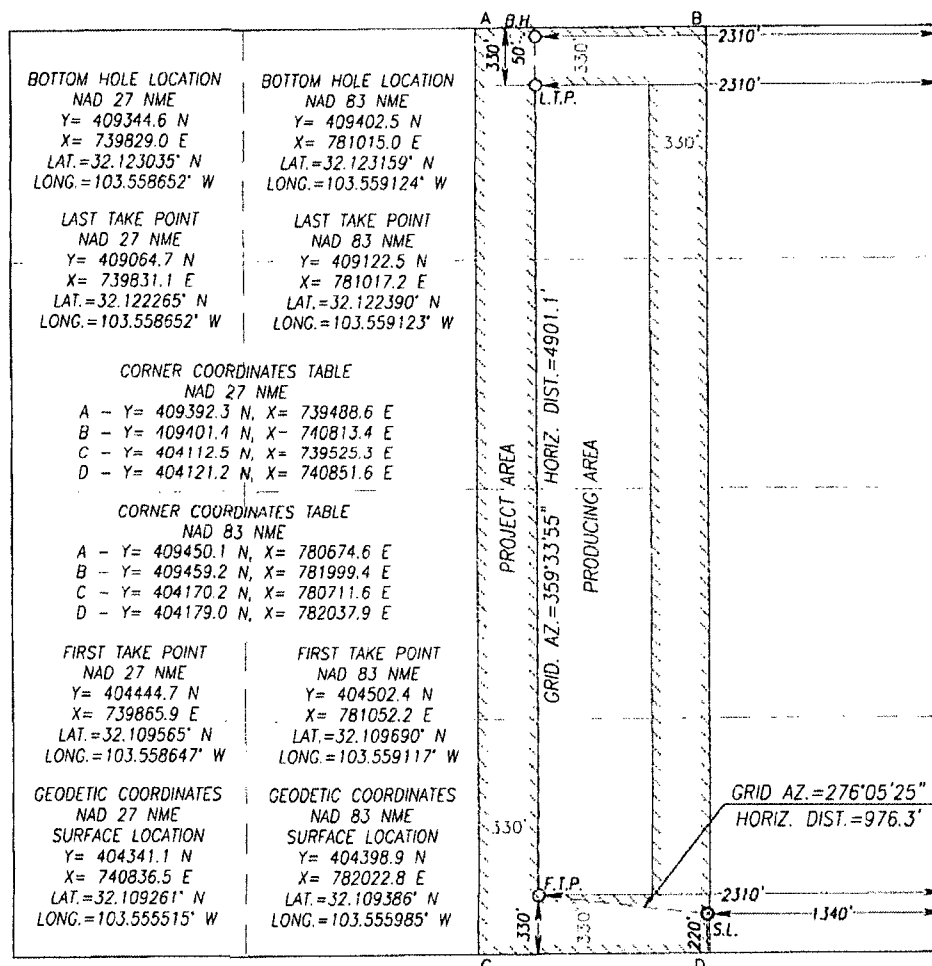 BOTTOM HOLE LOCATION
NAD 27 NME
Y= 409344.6 N
X= 739829.0 E
LAT.=32.123035° N
LONG.=103.558652° W
BOTTOM HOLE LOCATION
NAD 83 NME
Y= 409402.5 N
X= 781015.0 E
LAT.=32.123159° N
LONG.=103.559124° W
LAST TAKE POINT
NAD 27 NME
Y= 409064.7 N
X= 739831.1 E
LAT.=32.122265° N
LONG.=103.558652° W
LAST TAKE POINT
NAD 83 NME
Y= 409122.5 N
X= 781017.2 E
LAT.=32.122390° N
LONG.=103.559123° W
CORNER COORDINATES TABLE
NAD 27 NME
A - Y= 409392.3 N, X= 739488.6 E
B - Y= 409401.4 N, X- 740813.4 E
C - Y= 404112.5 N, X= 739525.3 E
D - Y= 404121.2 N, X= 740851.6 E
CORNER COORDINATES TABLE
NAD 83 NME
A - Y= 409450.1 N, X= 780674.6 E
B - Y= 409459.2 N, X= 781999.4 E
C - Y= 404170.2 N, X= 780711.6 E
D - Y= 404179.0 N, X= 782037.9 E
FIRST TAKE POINT
NAD 27 NME
Y= 404444.7 N
X= 739865.9 E
LAT.=32.109565° N
LONG.=103.558647° W
FIRST TAKE POINT
NAD 83 NME
Y= 404502.4 N
X= 781052.2 E
LAT.=32.109690° N
LONG.=103.559117° W
GEODETIC COORDINATES
NAD 27 NME
SURFACE LOCATION
Y= 404341.1 N
X= 740836.5 E
LAT.=32.109261° N
LONG.=103.555515° W
GEODETIC COORDINATES
NAD 83 NME
SURFACE LOCATION
Y= 404398.9 N
X= 782022.8 E
LAT.=32.109386° N
LONG.=103.555985° W
A
B.H.
B
330'
50'
330'
2310'
2310'
L.T.P.
330'
PROJECT AREA
GRID. AZ.=359°33'55" HORIZ. DIST.=4901.1'
PRODUCING AREA
GRID AZ.=276°05'25"
HORIZ. DIST.=976.3'
330'
F.T.P.
2310'
330'
330'
220'
1340'
S.L.
C
D